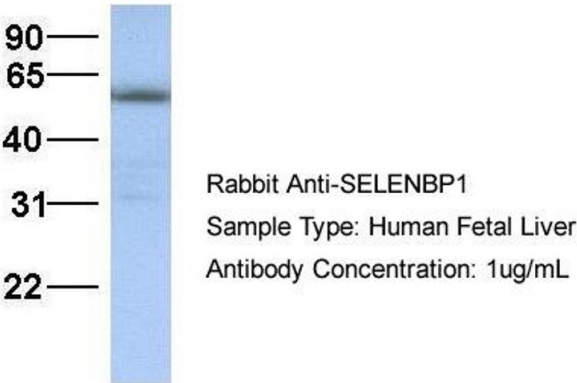 90
65
40
31
22
Rabbit Anti-SELENBP1
Sample Type: Human Fetal Liver
Antibody Concentration: 1ug/mL